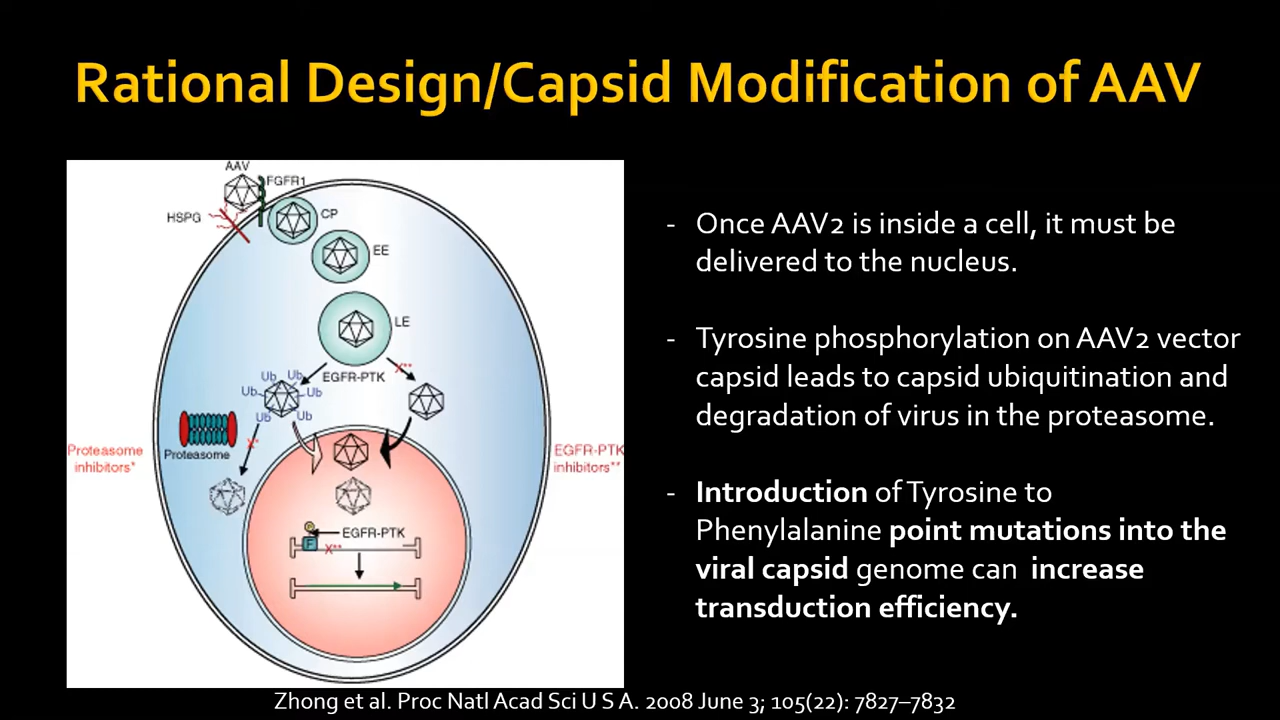 Rational Design/Capsid Modification of AAV
AAV
FGFR1
HSPG
CP
EE
LE
EGFR-PTK
X**
Ub
Ub
Ub
Ub
Ub
Ub
X*
Proteasome
Proteasome
inhibitors*
EGFR-PTK
inhibitors**
P
EGFR-PTK
F
X**
- Once AAV2 is inside a cell, it must be
delivered to the nucleus.
- Tyrosine phosphorylation on AAV2 vector
capsid leads to capsid ubiquitination and
degradation of virus in the proteasome.
- Introduction of Tyrosine to
Phenylalanine point mutations into the
viral capsid genome can increase
transduction efficiency.
Zhong et al. Proc Natl Acad Sci U S A. 2008 June 3; 105(22): 7827–7832